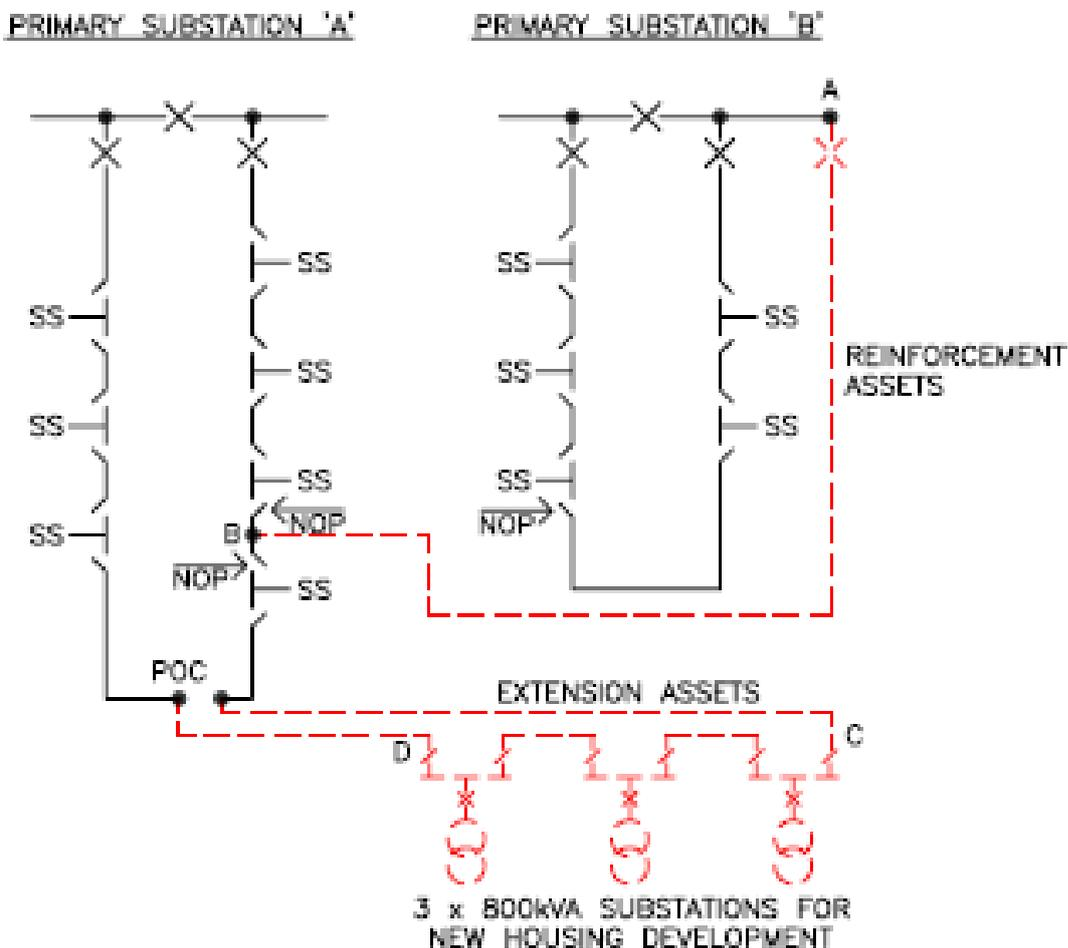 PRIMARY SUBSTATION 'A'
PRIMARY SUBSTATION 'B'
A
SS
SS
SS
SS
SS
SS
SS
SS
REINFORCEMENT
ASSETS
SS
SS
SS
NOP
NOP
SS
B
NOP
SS
POC
EXTENSION ASSETS
D
C
3 x 800kVA SUBSTATIONS FOR
NEW HOUSING DEVELOPMENT